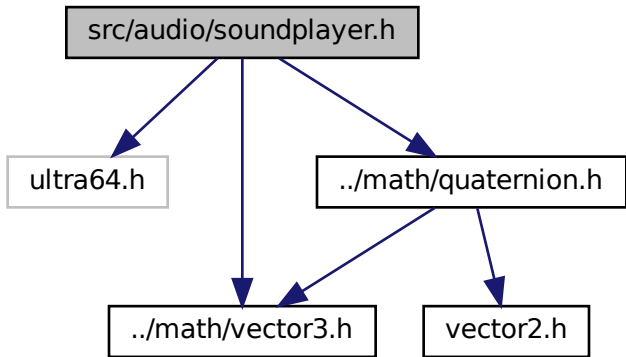 src/audio/soundplayer.h
ultra64.h
../math/quaternion.h
../math/vector3.h
vector2.h